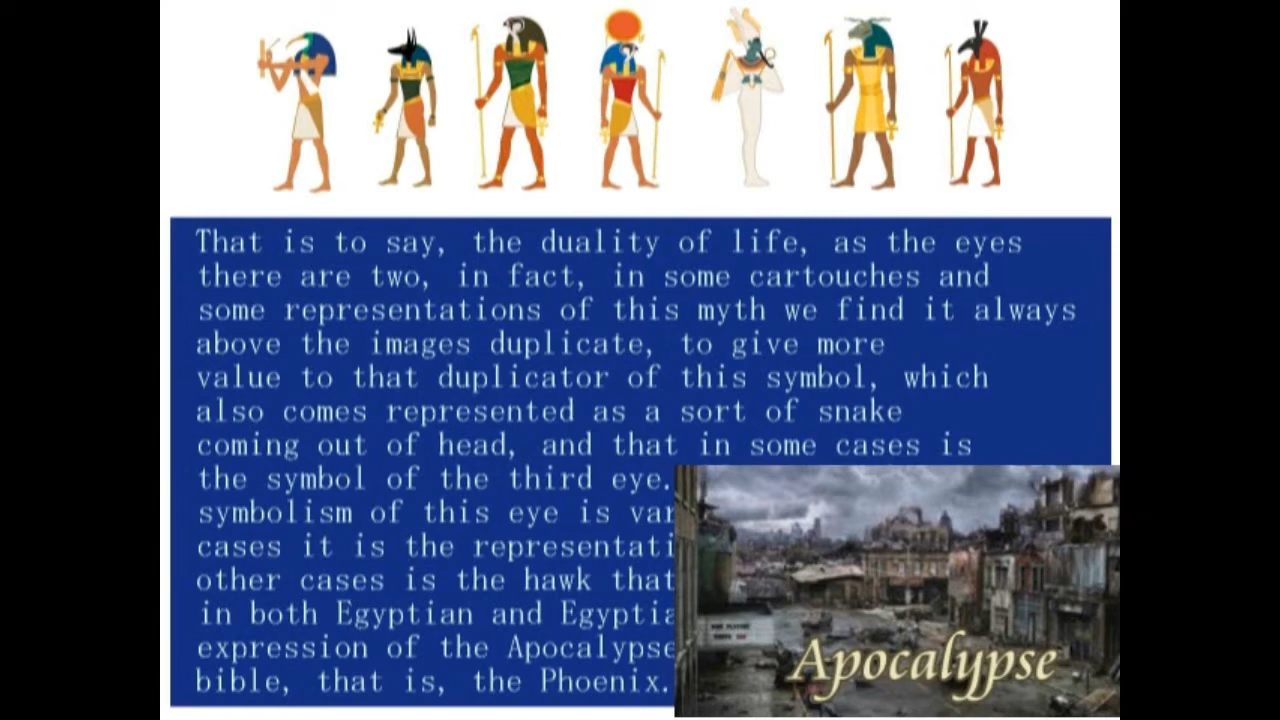 That is to say, the duality of life, as the eyes
there are two, in fact, in some cartouches and
some representations of this myth we find it always
above the images duplicate, to give more
value to that duplicator of this symbol, which
also comes represented as a sort of snake
coming out of head, and that in some cases is
the symbol of the third eye.
symbolism of this eye is var
cases it is the representati
other cases is the hawk that
in both Egyptian and Egyptia
expression of the Apocalypse
bible, that is, the Phoenix.
Apocalypse